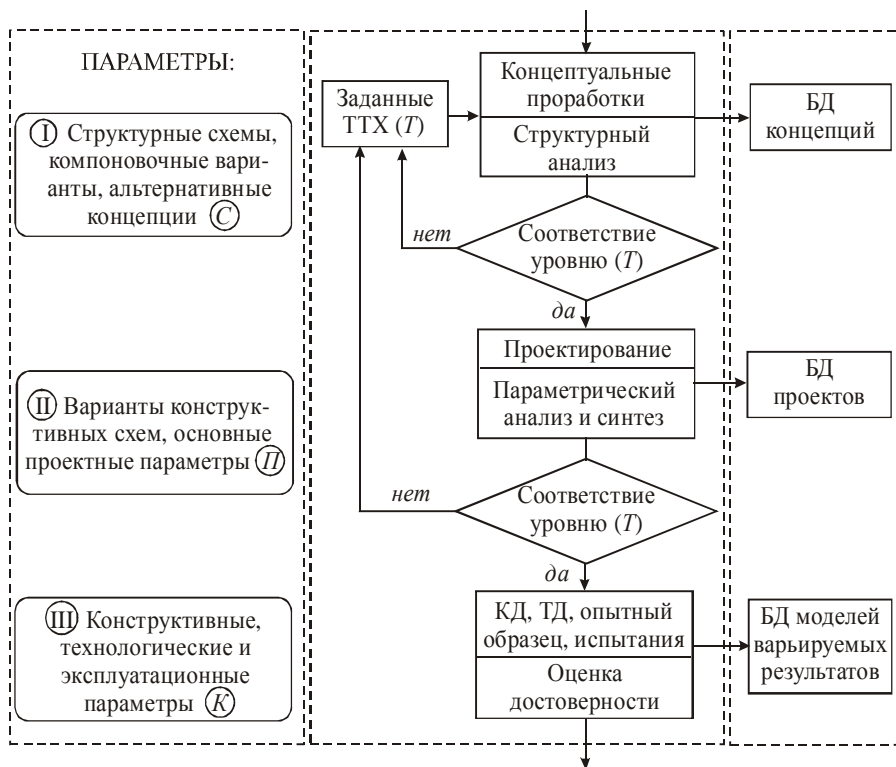 ПАРАМЕТРЫ:
I Структурные схемы,
компоновочные вари-
анты, альтернативные
концепции С
II Варианты конструк-
тивных схем, основные
проектные параметры П
III Конструктивные,
технологические и
эксплуатационные
параметры К
Заданные
ТТХ (Т)
Концептуальные
проработки
Структурный
анализ
нет
Соответствие
уровню (Т)
да
Проектирование
Параметрический
анализ и синтез
нет
Соответствие
уровню (Т)
да
КД, ТД, опытный
образец, испытания
Оценка
достоверности
БД
концепций
БД
проектов
БД моделей
варьируемых
результатов